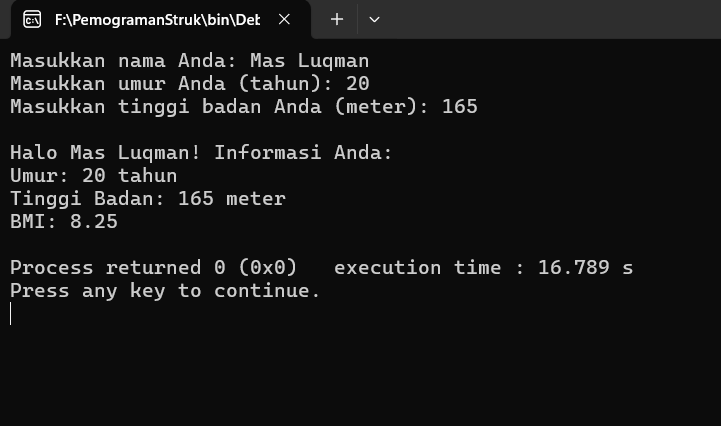 F:\PemogramanStruk\bin\Det
Masukkan nama Anda: Mas Luqman
Masukkan umur Anda (tahun): 20
Masukkan tinggi badan Anda (meter): 165
Halo Mas Luqman! Informasi Anda:
Umur: 20 tahun
Tinggi Badan: 165 meter
BMI: 8.25
Process returned 0 (0x0)   execution time : 16.789 s
Press any key to continue.